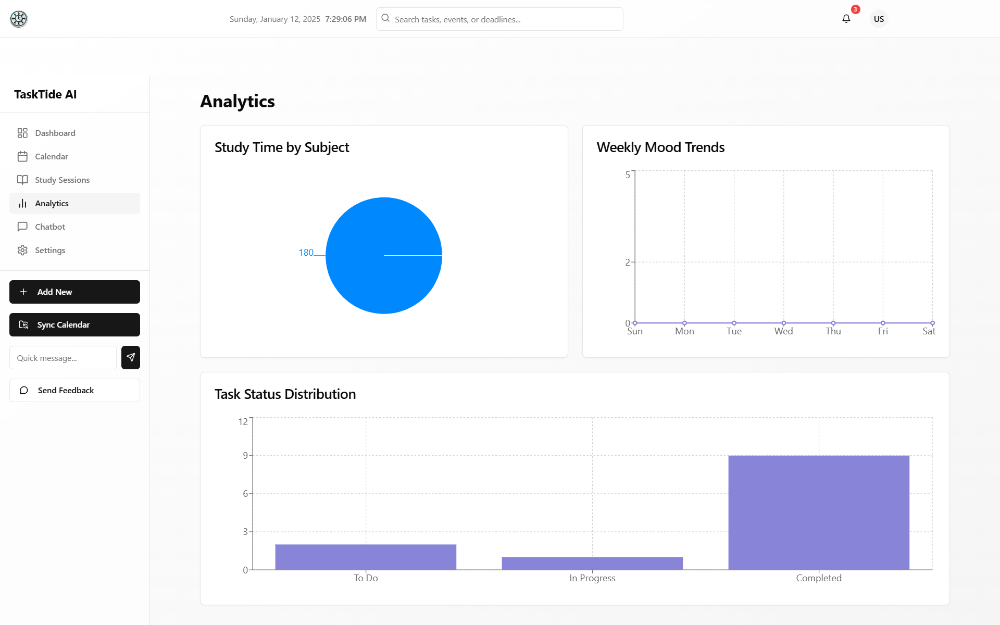 Sunday, January 12, 2025 7:29:06 PM
Search tasks, events, or deadlines...
3
US
TaskTide AI
Dashboard
Calendar
Study Sessions
Analytics
Chatbot
Settings
Add New
Sync Calendar
Quick message...
Send Feedback
Analytics
Study Time by Subject
180
Weekly Mood Trends
5
2
0
Sun Mon Tue Wed Thu Fri Sat
Task Status Distribution
12
9
6
3
0
To Do In Progress Completed